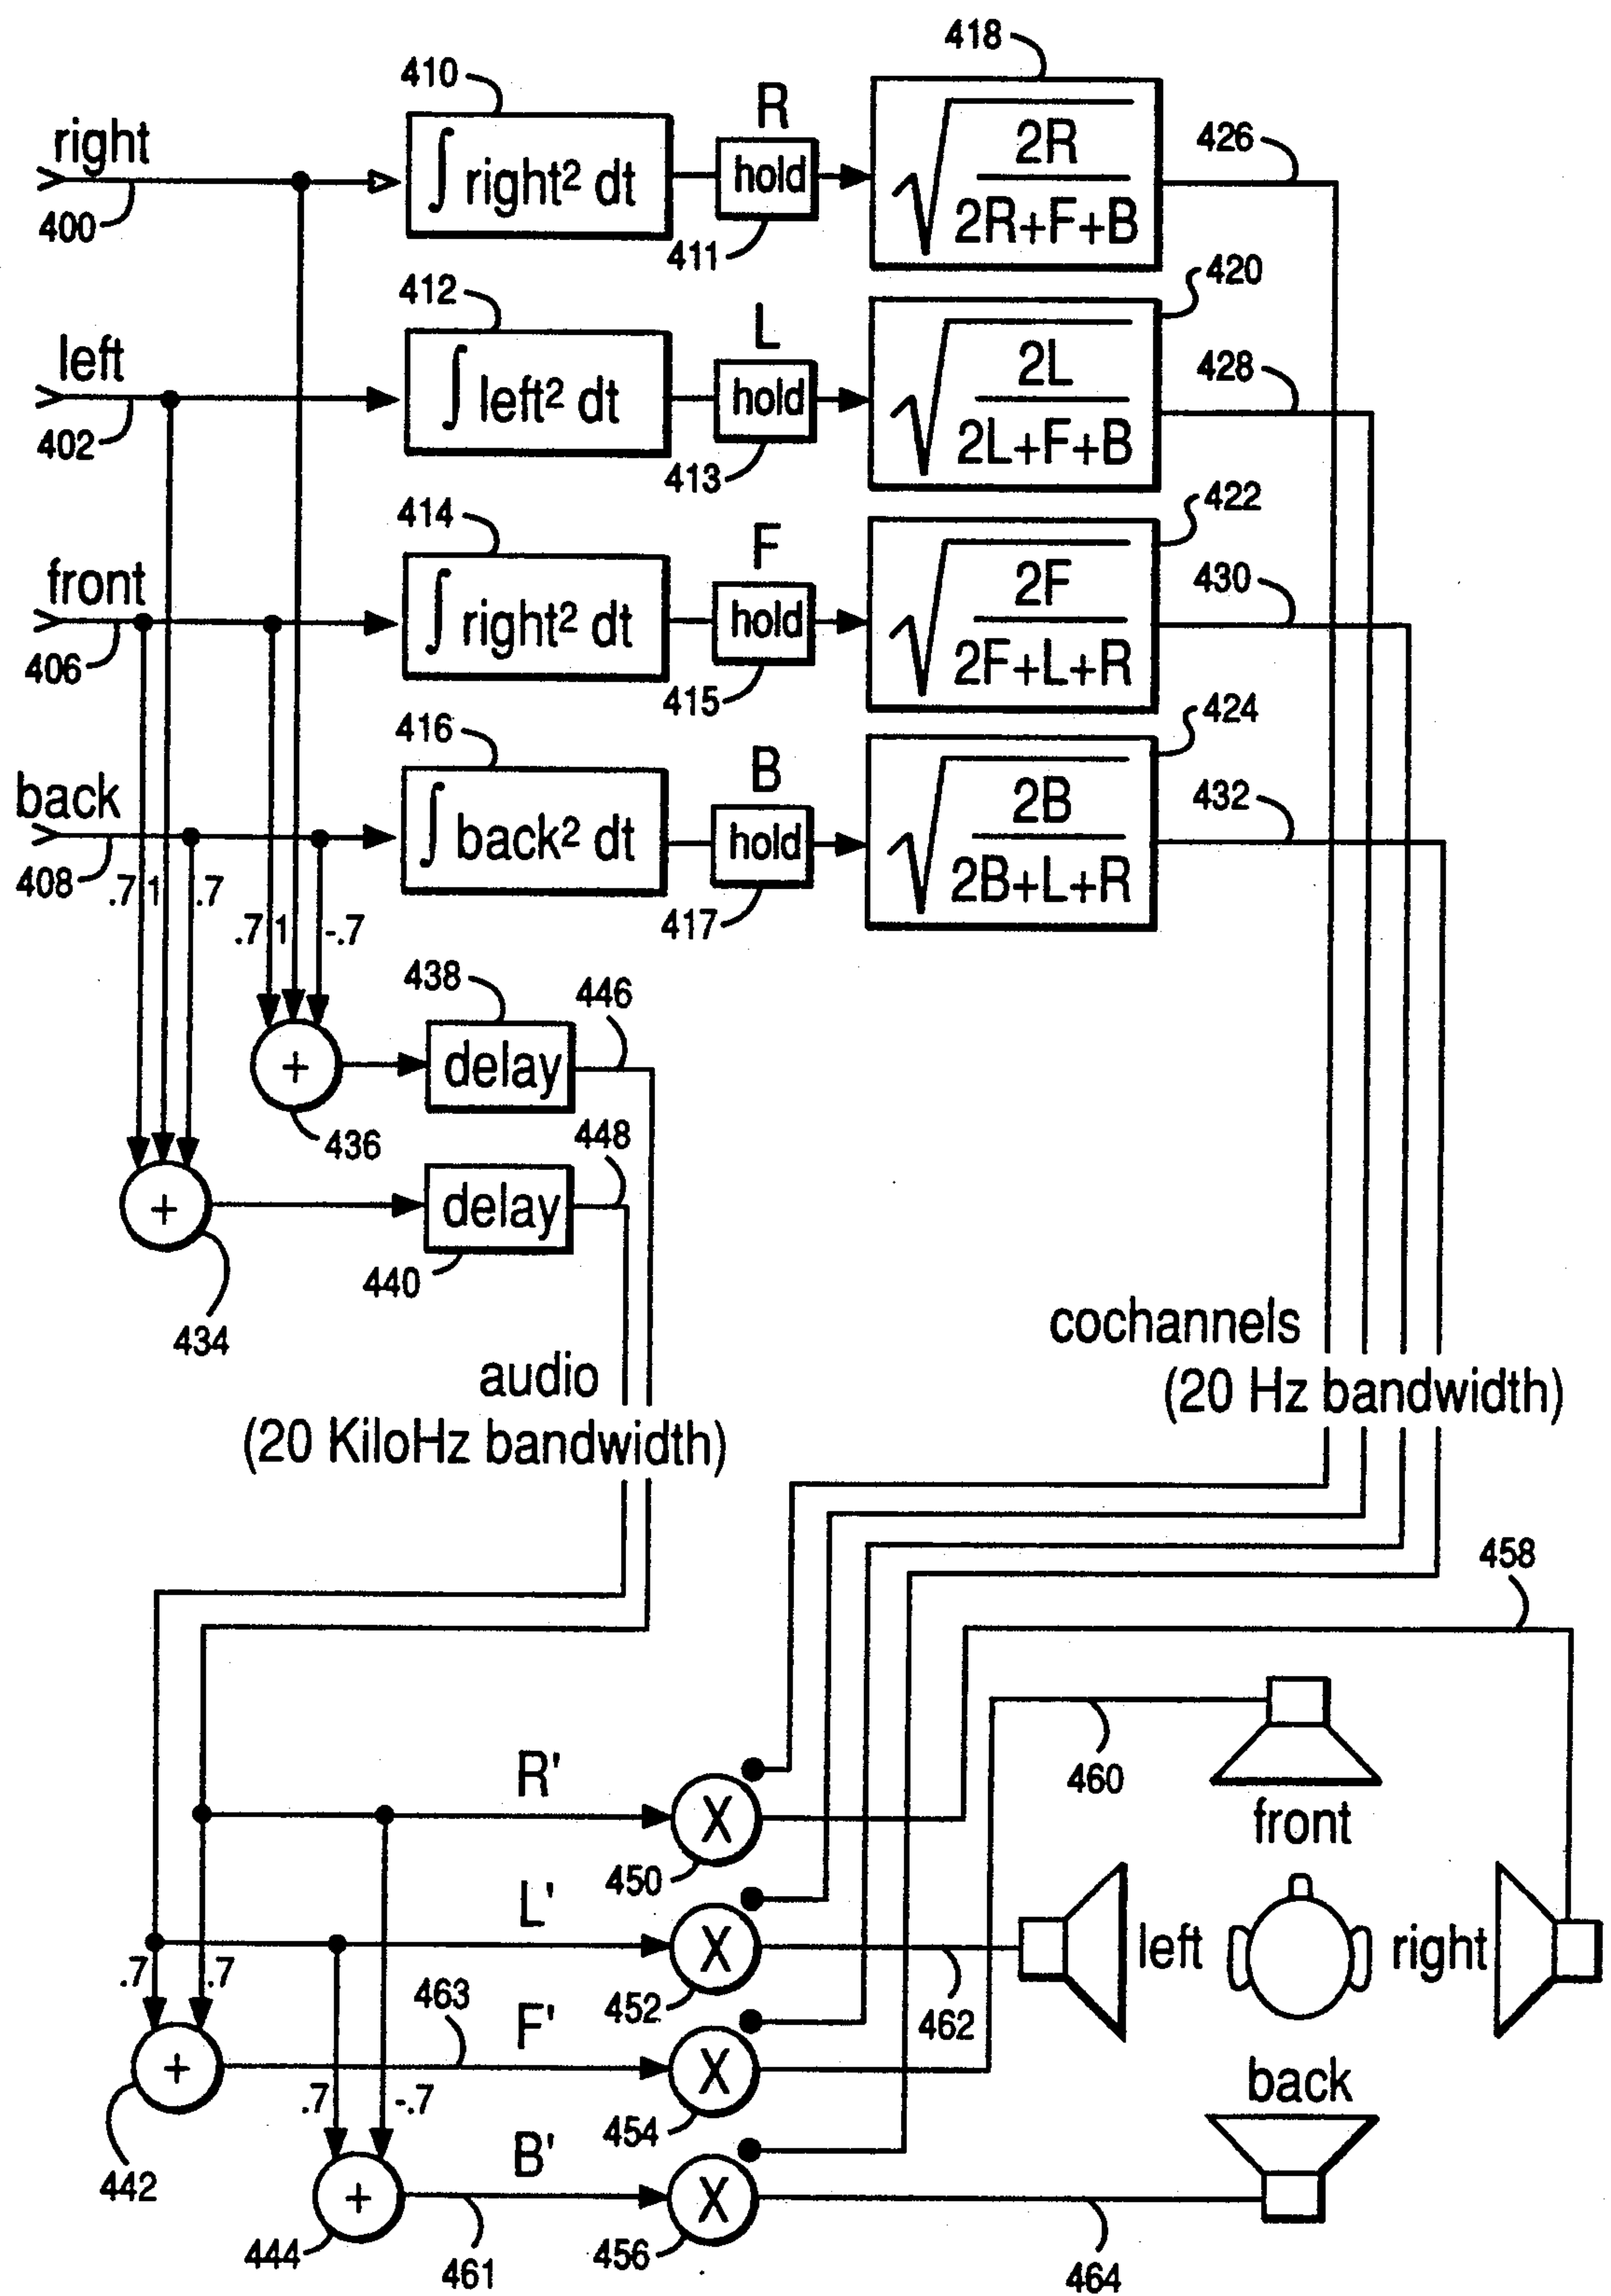 418
410
R
right
∫ right² dt
hold
√ 2R / 2R+F+B
426
400
411
420
412
L
left
∫ left² dt
hold
√ 2L / 2L+F+B
428
402
413
422
414
F
front
∫ right² dt
hold
√ 2F / 2F+L+R
430
406
415
424
416
B
back
∫ back² dt
hold
√ 2B / 2B+L+R
432
408
.7 1 .7
.7 1 -.7
417
438
446
+
delay
436
448
+
delay
440
434
cochannels
(20 Hz bandwidth)
audio
(20 KiloHz bandwidth)
458
R'
X
450
460
front
L'
X
452
462
left
right
.7 .7
463
F'
+
X
454
442
.7 -.7
back
B'
+
X
444
461
456
464